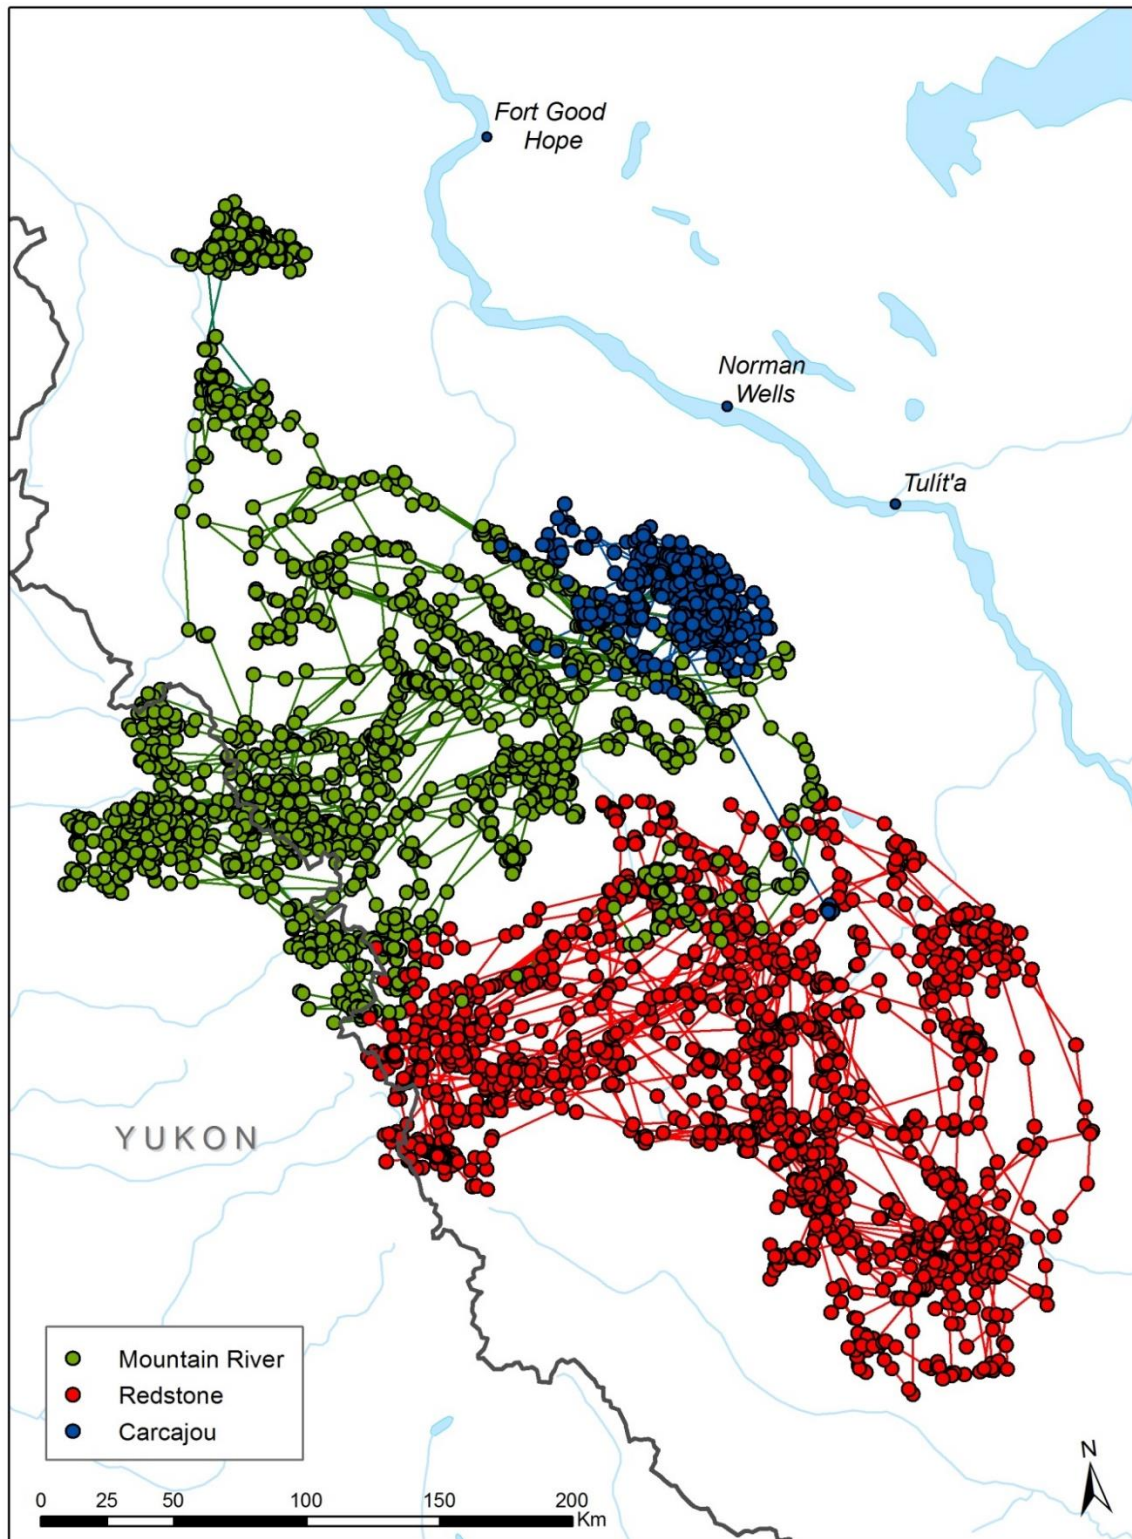 Fort Good
Hope
Norman
Wells
Tulít'a
YUKON
Mountain River
Redstone
Carcajou
N
0 25 50 100 150 200
Km